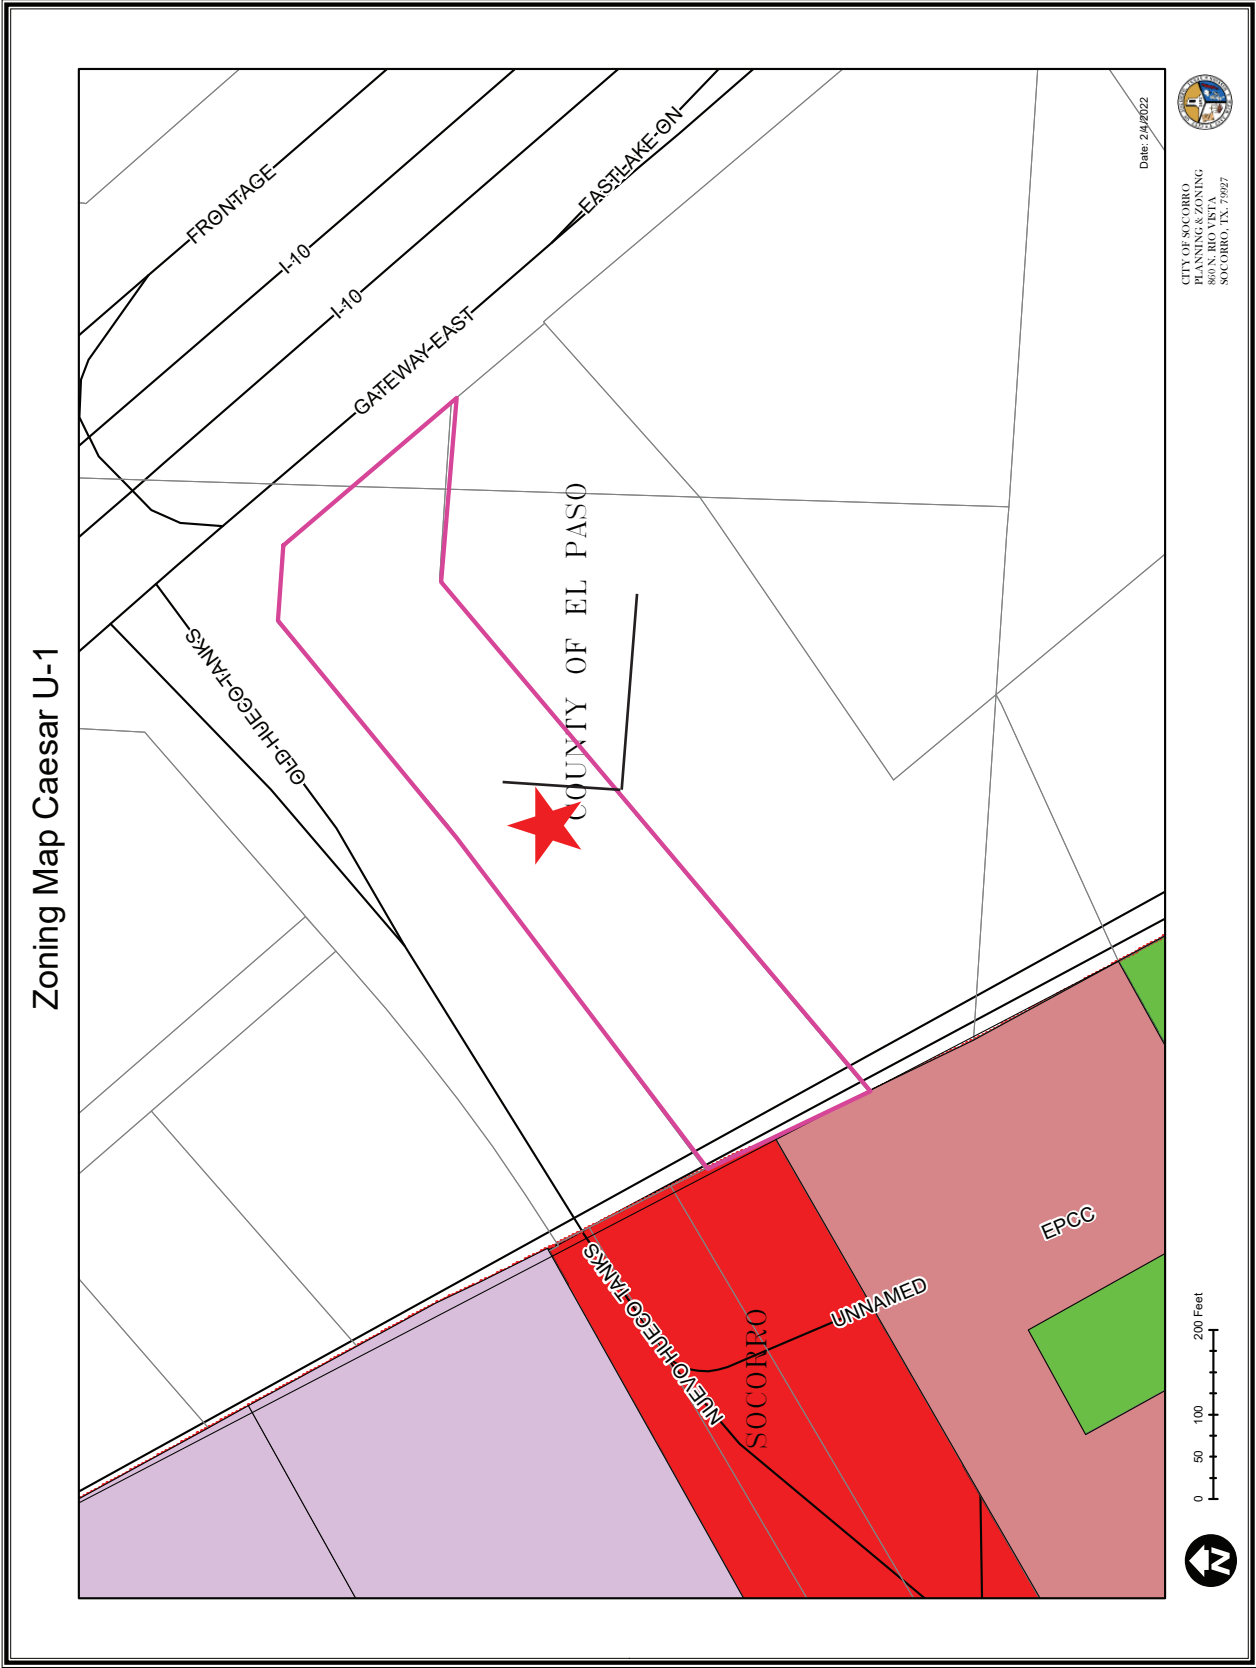 Zoning Map Caesar U-1
FRONTAGE
I-10
I-10
GATEWAY EAST
EASTLAKE ON
OLD HUECO TANKS
COUNTY OF EL PASO
NUEVO HUECO TANKS
UNNAMED
SOCORRO
EPCC
Date: 2/4/2022
N
0 50 100 200 Feet
CITY OF SOCORRO
PLANNING & ZONING
860 N. RIO VISTA
SOCORRO, TX. 79927